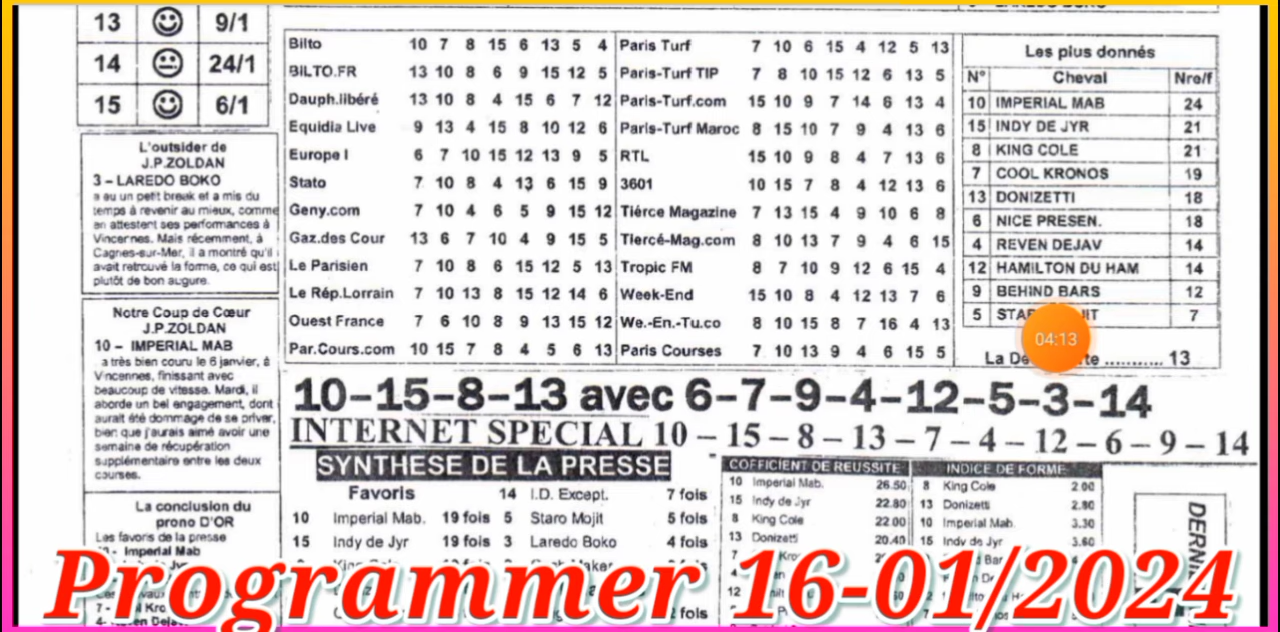 13 9/1
14 24/1
15 6/1
L'outsider de
J.P.ZOLDAN
3 – LAREDO BOKO
a eu un petit break et a mis du
temps à revenir au mieux, comme
en attestent ses performances à
Vincennes. Mais récemment, à
Cagnes-sur-Mer, il a montré qu'il
avait retrouvé la forme, ce qui est
plutôt de bon augure.
Notre Coup de Cœur
J.P.ZOLDAN
10 – IMPERIAL MAB
a très bien couru le 6 janvier, à
Vincennes, finissant avec
beaucoup de vitesse. Mardi, il
aborde un bel engagement, dont
aurait été dommage de se priver,
bien que j'aurais aimé avoir une
semaine de récupération
supplémentaire entre les deux
courses.
La conclusion du
prono D'OR
Les favoris de la presse
Imperial Mab
Bilto 10 7 8 15 6 13 5 4
BILTO.FR 13 10 8 6 9 15 12 5
Dauph.libéré 13 10 8 4 15 6 7 12
Equidia Live 9 13 4 15 8 10 12 6
Europe I 6 7 10 15 12 13 9 5
Stato 7 10 8 4 13 6 15 9
Geny.com 7 10 4 6 5 9 15 12
Gaz.des Cour 13 6 7 10 4 9 15 5
Le Parisien 7 10 8 6 15 12 5 13
Le Rép.Lorrain 7 10 13 8 15 12 14 6
Ouest France 7 6 10 8 9 13 15 12
Par.Cours.com 10 15 7 8 4 5 6 13
Paris Turf 7 10 6 15 4 12 5 13
Paris-Turf TIP 7 8 10 15 12 6 13 5
Paris-Turf.com 15 10 9 7 14 6 13 4
Paris-Turf Maroc 8 15 10 7 9 4 13 6
RTL 15 10 9 8 4 7 13 6
3601 10 15 7 8 4 12 13 6
Tiérce Magazine 7 13 15 4 9 10 6 8
Tiercé-Mag.com 8 10 13 7 9 4 6 15
Tropic FM 8 7 10 9 12 6 15 4
Week-End 15 10 8 4 12 13 7 6
We.-En.-Tu.co 8 10 15 8 7 16 4 13
Paris Courses 7 10 13 9 4 6 15 5
Les plus donnés
N° Cheval Nre/f
10 IMPERIAL MAB 24
15 INDY DE JYR 21
8 KING COLE 21
7 COOL KRONOS 19
13 DONIZETTI 18
6 NICE PRESEN. 18
4 REVEN DEJAV 14
12 HAMILTON DU HAM 14
9 BEHIND BARS 12
5 7
04:13
La .......... 13
10–15–8–13 avec 6–7–9–4–12–5–3–14
INTERNET SPECIAL 10 – 15 – 8 – 13 – 7 – 4 – 12 – 6 – 9 – 14
SYNTHESE DE LA PRESSE
Favoris
10 Imperial Mab. 19 fois
15 Indy de Jyr 19 fois
14 I.D. Except. 7 fois
5 Staro Mojit 5 fois
3 Laredo Boko 4 fois
2 fois
COFFICIENT DE REUSSITE
10 Imperial Mab. 26.50
15 Indy de Jyr 22.80
8 King Cole 22.00
13 Donizetti 20.40
INDICE DE FORME
8 King Cole 2.00
13 Donizetti 2.80
10 Imperial Mab. 3.30
15 Indy de Jyr 3.60
Programmer 16-01/2024